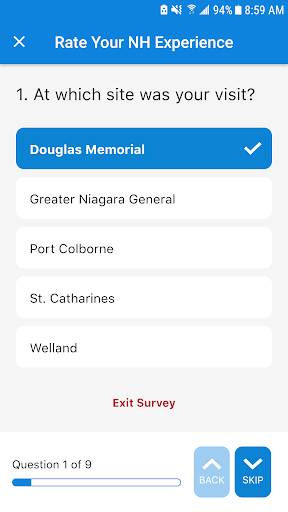 94% 8:59 AM
Rate Your NH Experience
1. At which site was your visit?
Douglas Memorial
Greater Niagara General
Port Colborne
St. Catharines
Welland
Exit Survey
Question 1 of 9
BACK
SKIP